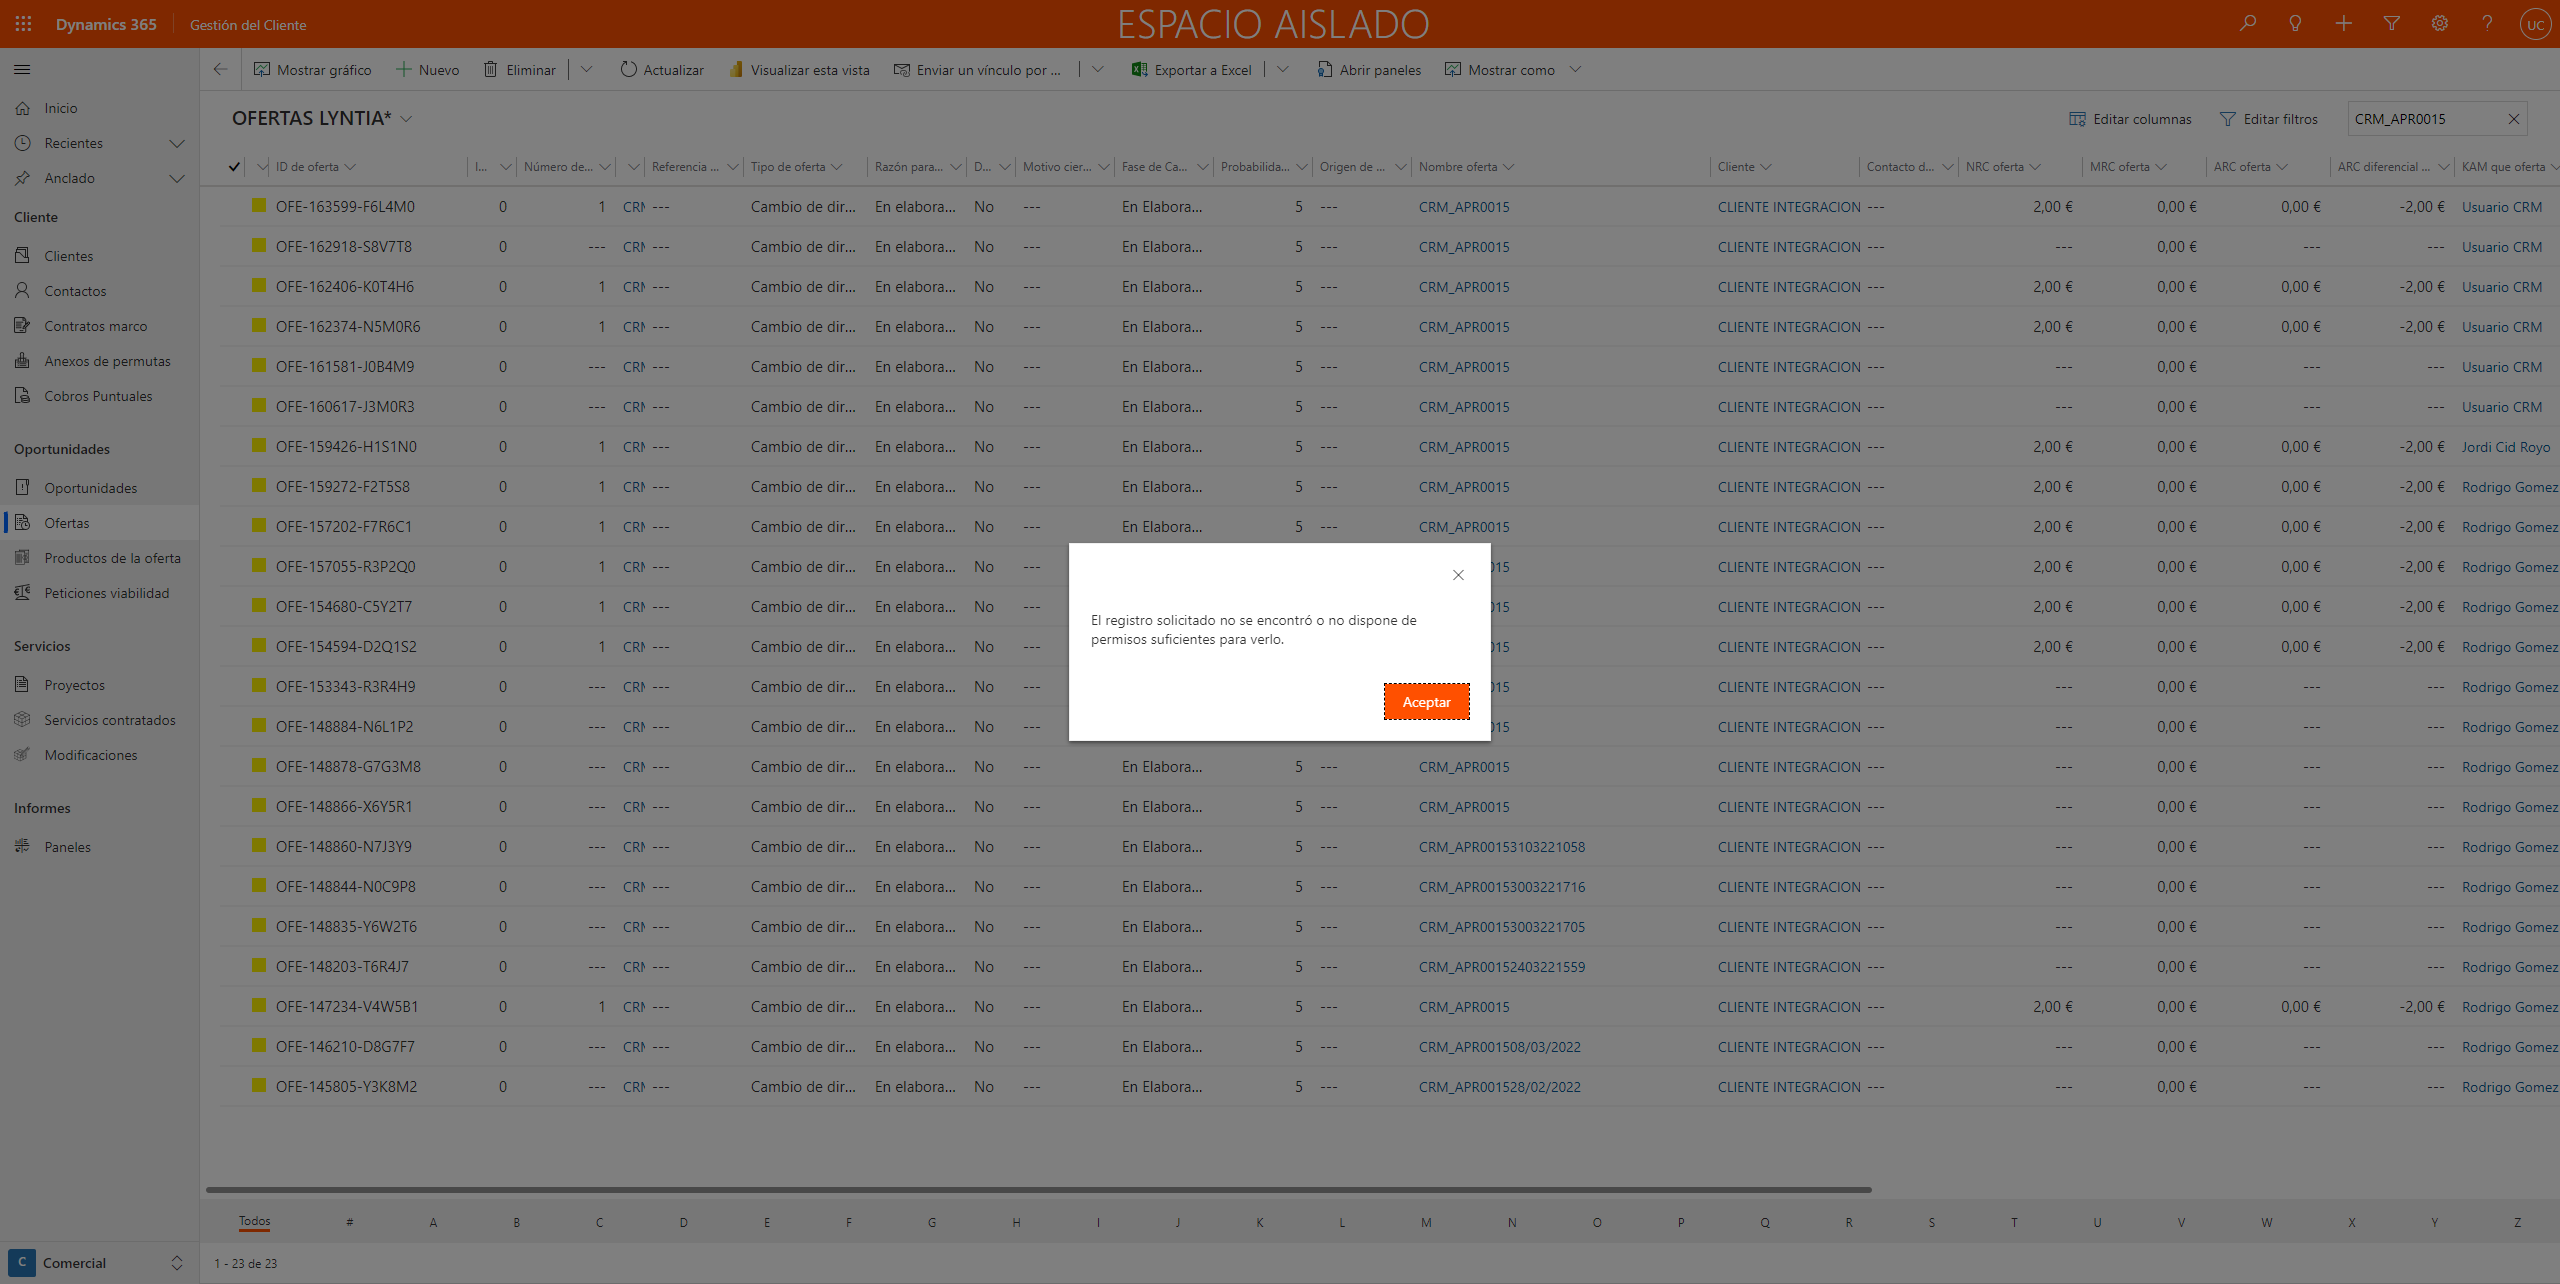 Dynamics 365 Gestión del Cliente ESPACIO AISLADO UC
Mostrar gráfico Nuevo Eliminar Actualizar Visualizar esta vista Enviar un vínculo por ... Exportar a Excel Abrir paneles Mostrar como
Inicio
Recientes
Anclado
Cliente
Clientes
Contactos
Contratos marco
Anexos de permutas
Cobros Puntuales
Oportunidades
Oportunidades
Ofertas
Productos de la oferta
Peticiones viabilidad
Servicios
Proyectos
Servicios contratados
Modificaciones
Informes
Paneles
C Comercial
OFERTAS LYNTIA* Editar columnas Editar filtros CRM_APR0015
ID de oferta I... Número de... Referencia ... Tipo de oferta Razón para... D... Motivo cier... Fase de Ca... Probabilida... Origen de ... Nombre oferta Cliente Contacto d... NRC oferta MRC oferta ARC oferta ARC diferencial ... KAM que oferta
OFE-163599-F6L4M0 0 1 CRM --- Cambio de dir... En elabora... No --- En Elabora... 5 --- CRM_APR0015 CLIENTE INTEGRACION --- 2,00 € 0,00 € 0,00 € -2,00 € Usuario CRM
OFE-162918-S8V7T8 0 --- CRM --- Cambio de dir... En elabora... No --- En Elabora... 5 --- CRM_APR0015 CLIENTE INTEGRACION --- --- 0,00 € --- --- Usuario CRM
OFE-162406-K0T4H6 0 1 CRM --- Cambio de dir... En elabora... No --- En Elabora... 5 --- CRM_APR0015 CLIENTE INTEGRACION --- 2,00 € 0,00 € 0,00 € -2,00 € Usuario CRM
OFE-162374-N5M0R6 0 1 CRM --- Cambio de dir... En elabora... No --- En Elabora... 5 --- CRM_APR0015 CLIENTE INTEGRACION --- 2,00 € 0,00 € 0,00 € -2,00 € Usuario CRM
OFE-161581-J0B4M9 0 --- CRM --- Cambio de dir... En elabora... No --- En Elabora... 5 --- CRM_APR0015 CLIENTE INTEGRACION --- --- 0,00 € --- --- Usuario CRM
OFE-160617-J3M0R3 0 --- CRM --- Cambio de dir... En elabora... No --- En Elabora... 5 --- CRM_APR0015 CLIENTE INTEGRACION --- --- 0,00 € --- --- Usuario CRM
OFE-159426-H1S1N0 0 1 CRM --- Cambio de dir... En elabora... No --- En Elabora... 5 --- CRM_APR0015 CLIENTE INTEGRACION --- 2,00 € 0,00 € 0,00 € -2,00 € Jordi Cid Royo
OFE-159272-F2T5S8 0 1 CRM --- Cambio de dir... En elabora... No --- En Elabora... 5 --- CRM_APR0015 CLIENTE INTEGRACION --- 2,00 € 0,00 € 0,00 € -2,00 € Rodrigo Gomez
OFE-157202-F7R6C1 0 1 CRM --- Cambio de dir... En elabora... No --- En Elabora... 5 --- CRM_APR0015 CLIENTE INTEGRACION --- 2,00 € 0,00 € 0,00 € -2,00 € Rodrigo Gomez
OFE-157055-R3P2Q0 0 1 CRM --- Cambio de dir... En elabora... No --- 015 CLIENTE INTEGRACION --- 2,00 € 0,00 € 0,00 € -2,00 € Rodrigo Gomez
OFE-154680-C5Y2T7 0 1 CRM --- Cambio de dir... En elabora... No --- 015 CLIENTE INTEGRACION --- 2,00 € 0,00 € 0,00 € -2,00 € Rodrigo Gomez
OFE-154594-D2Q1S2 0 1 CRM --- Cambio de dir... En elabora... No --- 015 CLIENTE INTEGRACION --- 2,00 € 0,00 € 0,00 € -2,00 € Rodrigo Gomez
OFE-153343-R3R4H9 0 --- CRM --- Cambio de dir... En elabora... No --- 015 CLIENTE INTEGRACION --- --- 0,00 € --- --- Rodrigo Gomez
OFE-148884-N6L1P2 0 --- CRM --- Cambio de dir... En elabora... No --- 015 CLIENTE INTEGRACION --- --- 0,00 € --- --- Rodrigo Gomez
OFE-148878-G7G3M8 0 --- CRM --- Cambio de dir... En elabora... No --- En Elabora... 5 --- CRM_APR0015 CLIENTE INTEGRACION --- --- 0,00 € --- --- Rodrigo Gomez
OFE-148866-X6Y5R1 0 --- CRM --- Cambio de dir... En elabora... No --- En Elabora... 5 --- CRM_APR0015 CLIENTE INTEGRACION --- --- 0,00 € --- --- Rodrigo Gomez
OFE-148860-N7J3Y9 0 --- CRM --- Cambio de dir... En elabora... No --- En Elabora... 5 --- CRM_APR00153103221058 CLIENTE INTEGRACION --- --- 0,00 € --- --- Rodrigo Gomez
OFE-148844-N0C9P8 0 --- CRM --- Cambio de dir... En elabora... No --- En Elabora... 5 --- CRM_APR00153003221716 CLIENTE INTEGRACION --- --- 0,00 € --- --- Rodrigo Gomez
OFE-148835-Y6W2T6 0 --- CRM --- Cambio de dir... En elabora... No --- En Elabora... 5 --- CRM_APR00153003221705 CLIENTE INTEGRACION --- --- 0,00 € --- --- Rodrigo Gomez
OFE-148203-T6R4J7 0 --- CRM --- Cambio de dir... En elabora... No --- En Elabora... 5 --- CRM_APR00152403221559 CLIENTE INTEGRACION --- --- 0,00 € --- --- Rodrigo Gomez
OFE-147234-V4W5B1 0 1 CRM --- Cambio de dir... En elabora... No --- En Elabora... 5 --- CRM_APR0015 CLIENTE INTEGRACION --- 2,00 € 0,00 € 0,00 € -2,00 € Rodrigo Gomez
OFE-146210-D8G7F7 0 --- CRM --- Cambio de dir... En elabora... No --- En Elabora... 5 --- CRM_APR001508/03/2022 CLIENTE INTEGRACION --- --- 0,00 € --- --- Rodrigo Gomez
OFE-145805-Y3K8M2 0 --- CRM --- Cambio de dir... En elabora... No --- En Elabora... 5 --- CRM_APR001528/02/2022 CLIENTE INTEGRACION --- --- 0,00 € --- --- Rodrigo Gomez
El registro solicitado no se encontró o no dispone de
permisos suficientes para verlo.
Aceptar
Todos # A B C D E F G H I J K L M N O P Q R S T U V W X Y Z
1 - 23 de 23